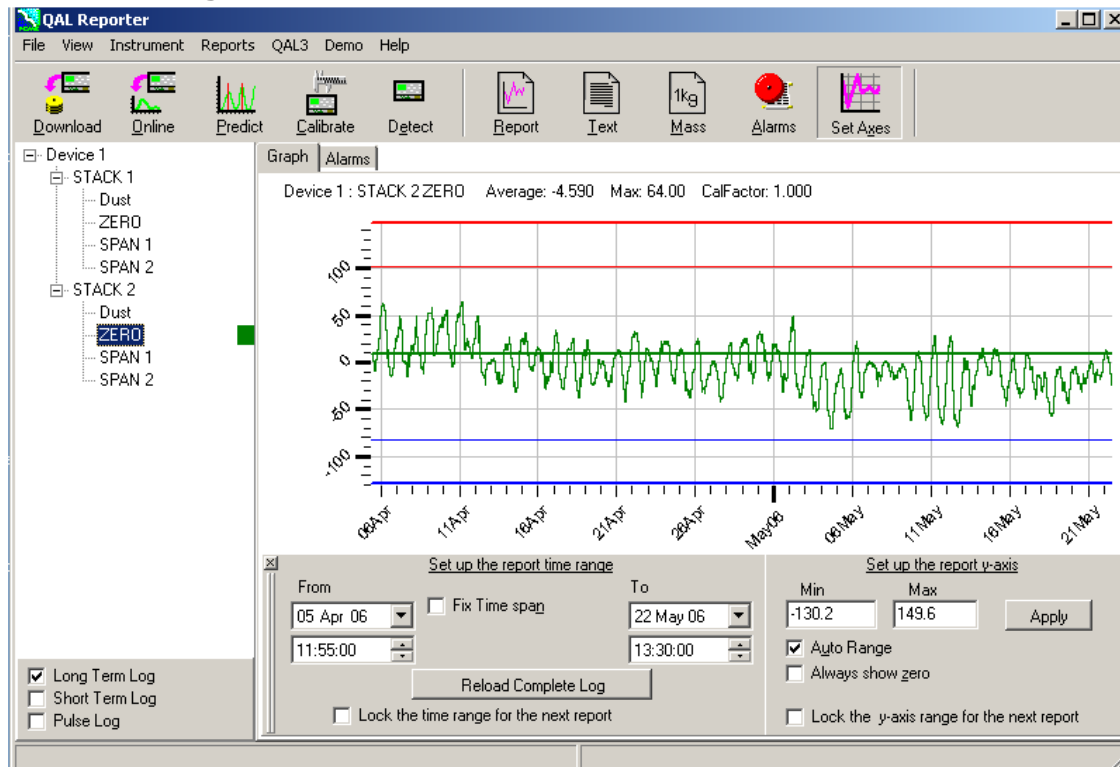 QAL Reporter
File View Instrument Reports QAL3 Demo Help
1kg
Download Online Predict Calibrate Detect Report Text Mass Alarms Set Axes
Device 1
STACK 1
Dust
ZERO
SPAN 1
SPAN 2
STACK 2
Dust
ZERO
SPAN 1
SPAN 2
Long Term Log
Short Term Log
Pulse Log
Graph Alarms
Device 1 : STACK 2 ZERO Average: -4.590 Max: 64.00 CalFactor: 1.000
100
50
0
-50
-100
06Apr 11Apr 16Apr 21Apr 26Apr May06 06May 11May 16May 21May
Set up the report time range
From To
05 Apr 06 Fix Time span 22 May 06
11:55:00 13:30:00
Reload Complete Log
Lock the time range for the next report
Set up the report y-axis
Min Max
-130.2 149.6 Apply
Auto Range
Always show zero
Lock the y-axis range for the next report